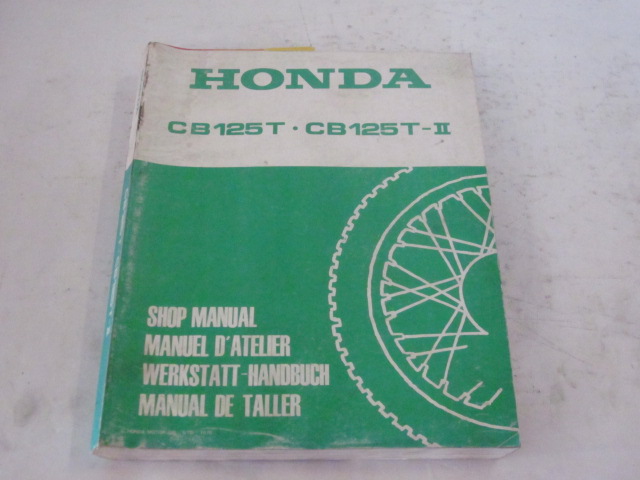 HONDA
CB125T · CB125T-II
SHOP MANUAL
MANUEL D'ATELIER
WERKSTATT-HANDBUCH
MANUAL DE TALLER